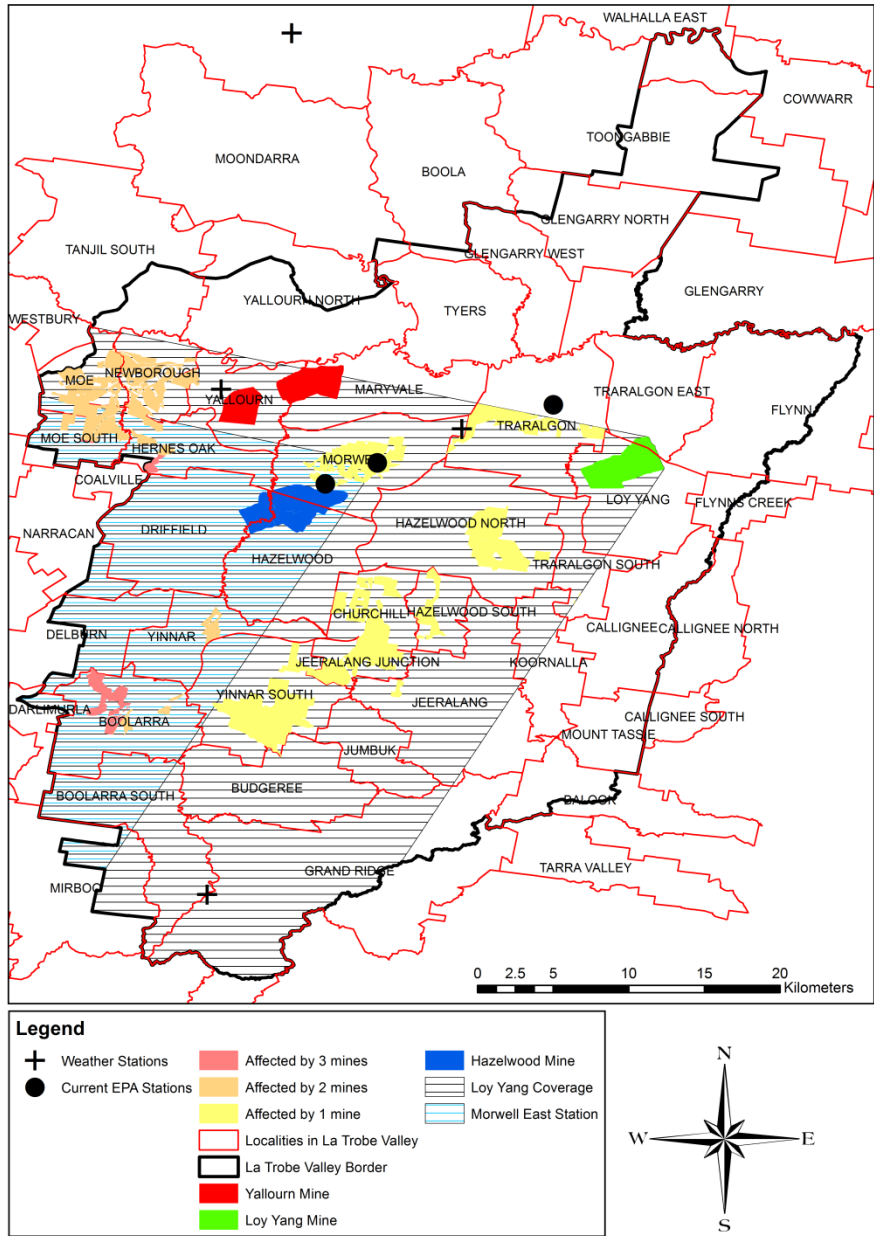 WALHALLA EAST
COWWARR
TOONGABBIE
MOONDARRA
BOOLA
GLENGARRY NORTH
TANJIL SOUTH
GLENGARRY WEST
GLENGARRY
YALLOURN NORTH
TYERS
WESTBURY
MOE
NEWBOROUGH
MARYVALE
YALLOURN
TRARALGON EAST
FLYNN
TRARALGON
MOE SOUTH
HERNES OAK
MORWE
COALVILLE
LOY YANG
FLYNNS CREEK
NARRACAN
DRIFFIELD
HAZELWOOD NORTH
HAZELWOOD
TRARALGON SOUTH
CHURCHILL
HAZELWOOD SOUTH
DELBURN
YINNAR
CALLIGNEE
CALLIGNEE NORTH
JEERALANG JUNCTION
KOORNALLA
YINNAR SOUTH
JEERALANG
DARLIMURLA
BOOLARRA
CALLIGNEE SOUTH
MOUNT TASSIE
JUMBUK
BOOLARRA SOUTH
BUDGEREE
BALOOK
GRAND RIDGE
TARRA VALLEY
MIRBOO
0 2.5 5 10 15 20
Kilometers
Legend
Weather Stations
Current EPA Stations
Affected by 3 mines
Affected by 2 mines
Affected by 1 mine
Localities in La Trobe Valley
La Trobe Valley Border
Yallourn Mine
Loy Yang Mine
Hazelwood Mine
Loy Yang Coverage
Morwell East Station
N
W E
S